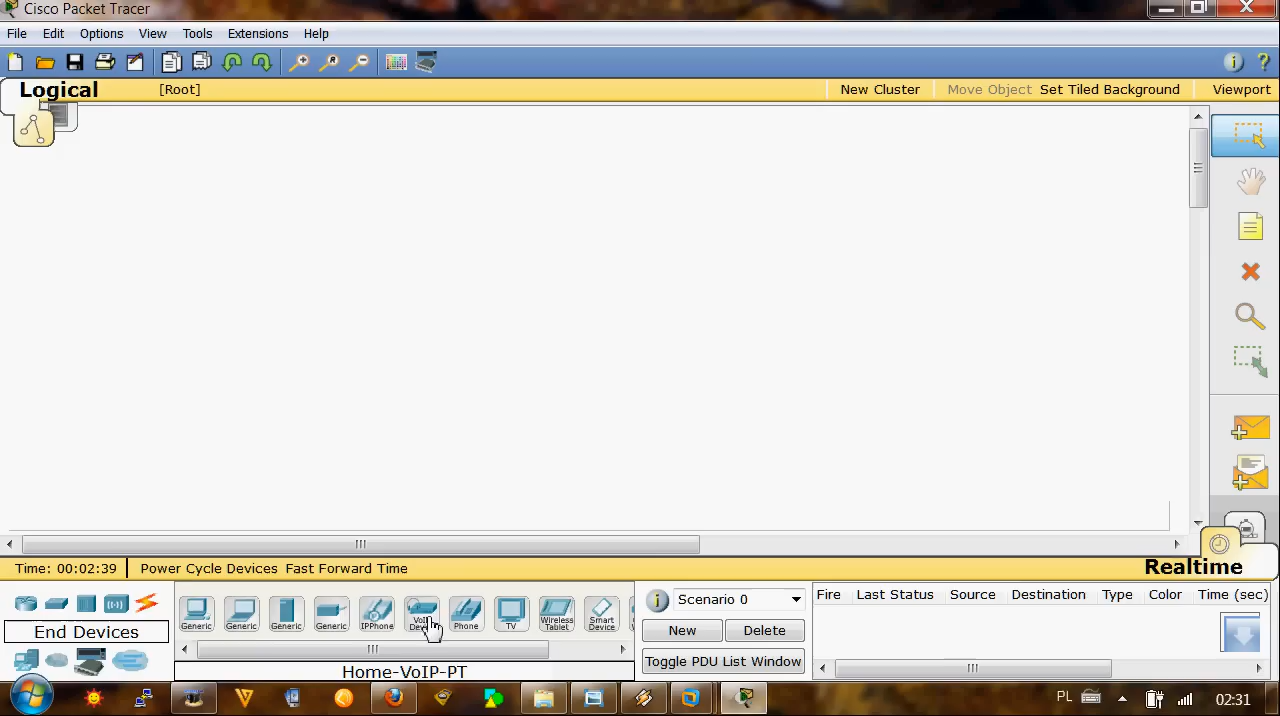 Cisco Packet Tracer
File Edit Options View Tools Extensions Help
Logical [Root] New Cluster Move Object Set Tiled Background Viewport
Time: 00:02:39 Power Cycle Devices Fast Forward Time Realtime
End Devices
Generic Generic Generic Generic IPPhone Phone TV Wireless Tablet Smart Device
Home-VoIP-PT
Scenario 0
New Delete
Toggle PDU List Window
Fire Last Status Source Destination Type Color Time (sec)
PL 02:31